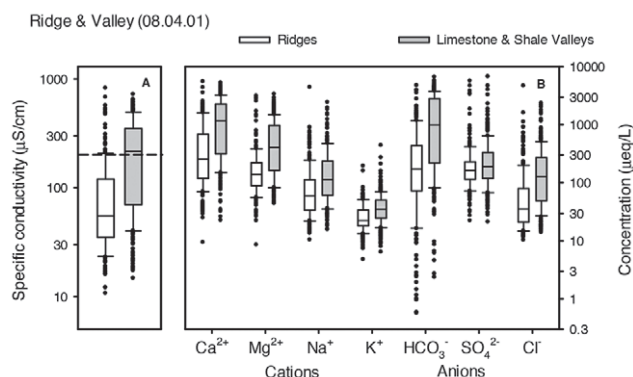 Ridge & Valley (08.04.01)
Ridges
Limestone & Shale Valleys
A
B
Specific conductivity (µS/cm)
1000
300
100
30
10
10000
3000
1000
300
100
30
10
3
1
0.3
Concentration (µeq/L)
Ca²⁺ Mg²⁺ Na⁺ K⁺ HCO₃⁻ SO₄²⁻ Cl⁻
Cations Anions